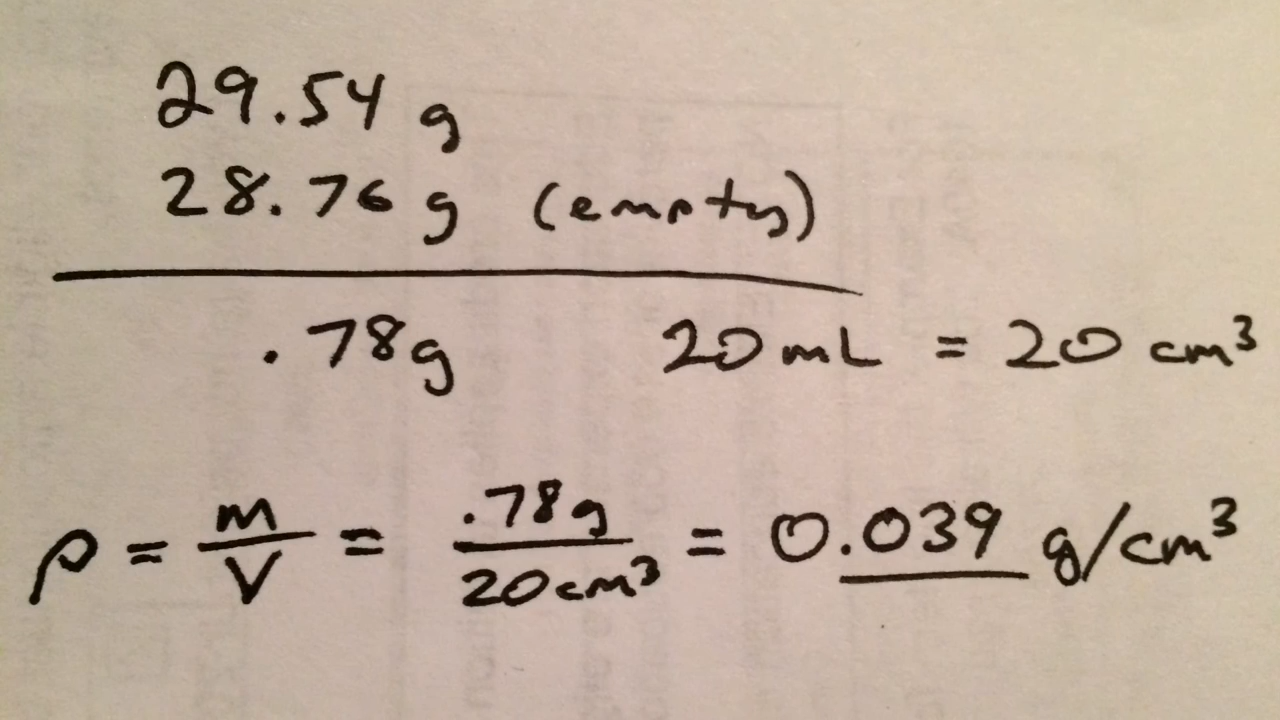 29.54 g
28.76 g (empty)
.78g 20 mL = 20 cm³
ρ = m/V = .78g/20cm³ = 0.039 g/cm³